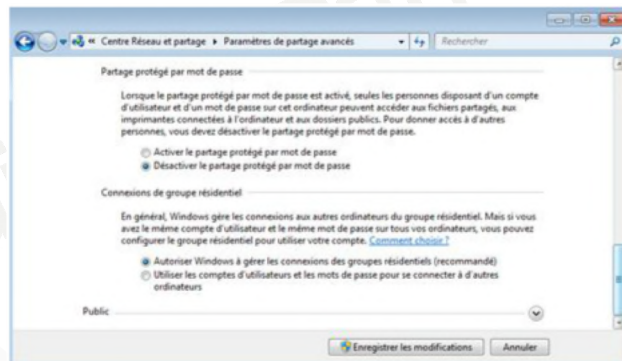 « Centre Réseau et partage ▸ Paramètres de partage avancés
Rechercher
Partage protégé par mot de passe
Lorsque le partage protégé par mot de passe est activé, seules les personnes disposant d'un compte
d'utilisateur et d'un mot de passe sur cet ordinateur peuvent accéder aux fichiers partagés, aux
imprimantes connectées à l'ordinateur et aux dossiers publics. Pour donner accès à d'autres
personnes, vous devez désactiver le partage protégé par mot de passe.
Activer le partage protégé par mot de passe
Désactiver le partage protégé par mot de passe
Connexions de groupe résidentiel
En général, Windows gère les connexions aux autres ordinateurs du groupe résidentiel. Mais si vous
avez le même compte d'utilisateur et le même mot de passe sur tous vos ordinateurs, vous pouvez
configurer le groupe résidentiel pour utiliser votre compte. Comment choisir ?
Autoriser Windows à gérer les connexions des groupes résidentiels (recommandé)
Utiliser les comptes d'utilisateurs et les mots de passe pour se connecter à d'autres
ordinateurs
Public
Enregistrer les modifications
Annuler